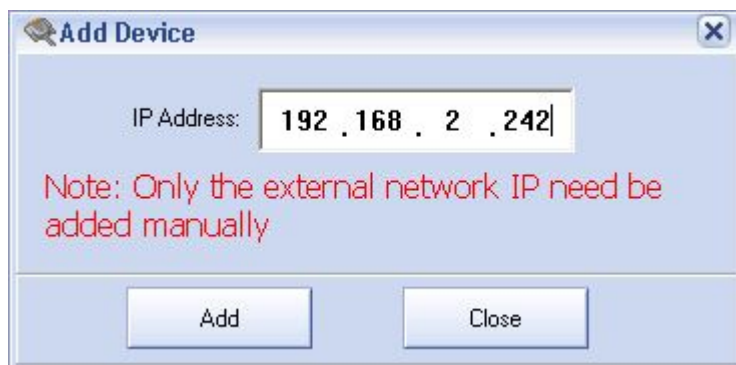 Add Device
IP Address: 192 . 168 . 2 . 242
Note: Only the external network IP need be
added manually
Add Close